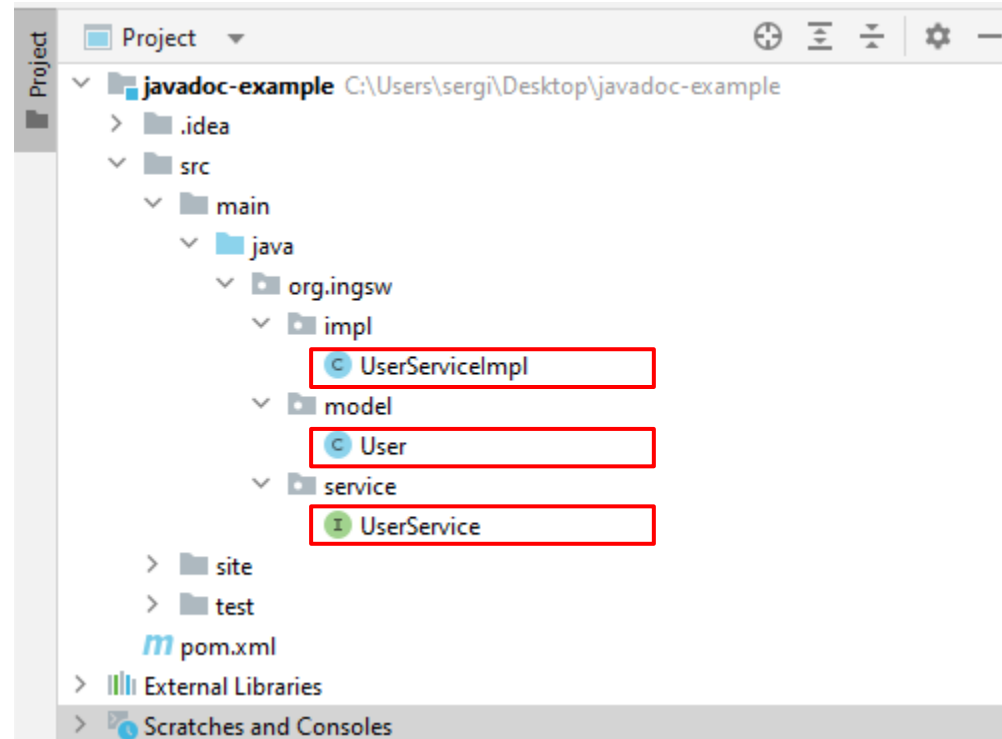 Project
Project
javadoc-example C:\Users\sergi\Desktop\javadoc-example
.idea
src
main
java
org.ingsw
impl
C UserServiceImpl
model
C User
service
I UserService
site
test
m pom.xml
External Libraries
Scratches and Consoles